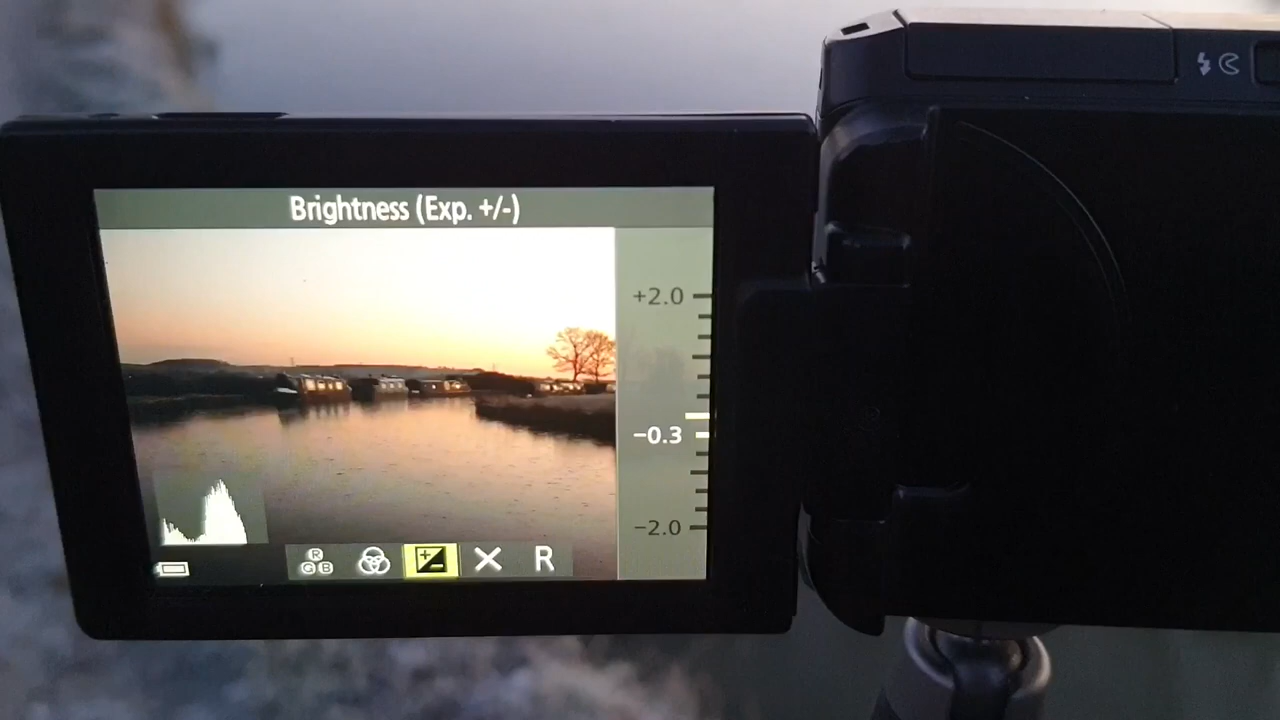 Brightness (Exp. +/-)
+2.0
−0.3
−2.0
R
G B
R